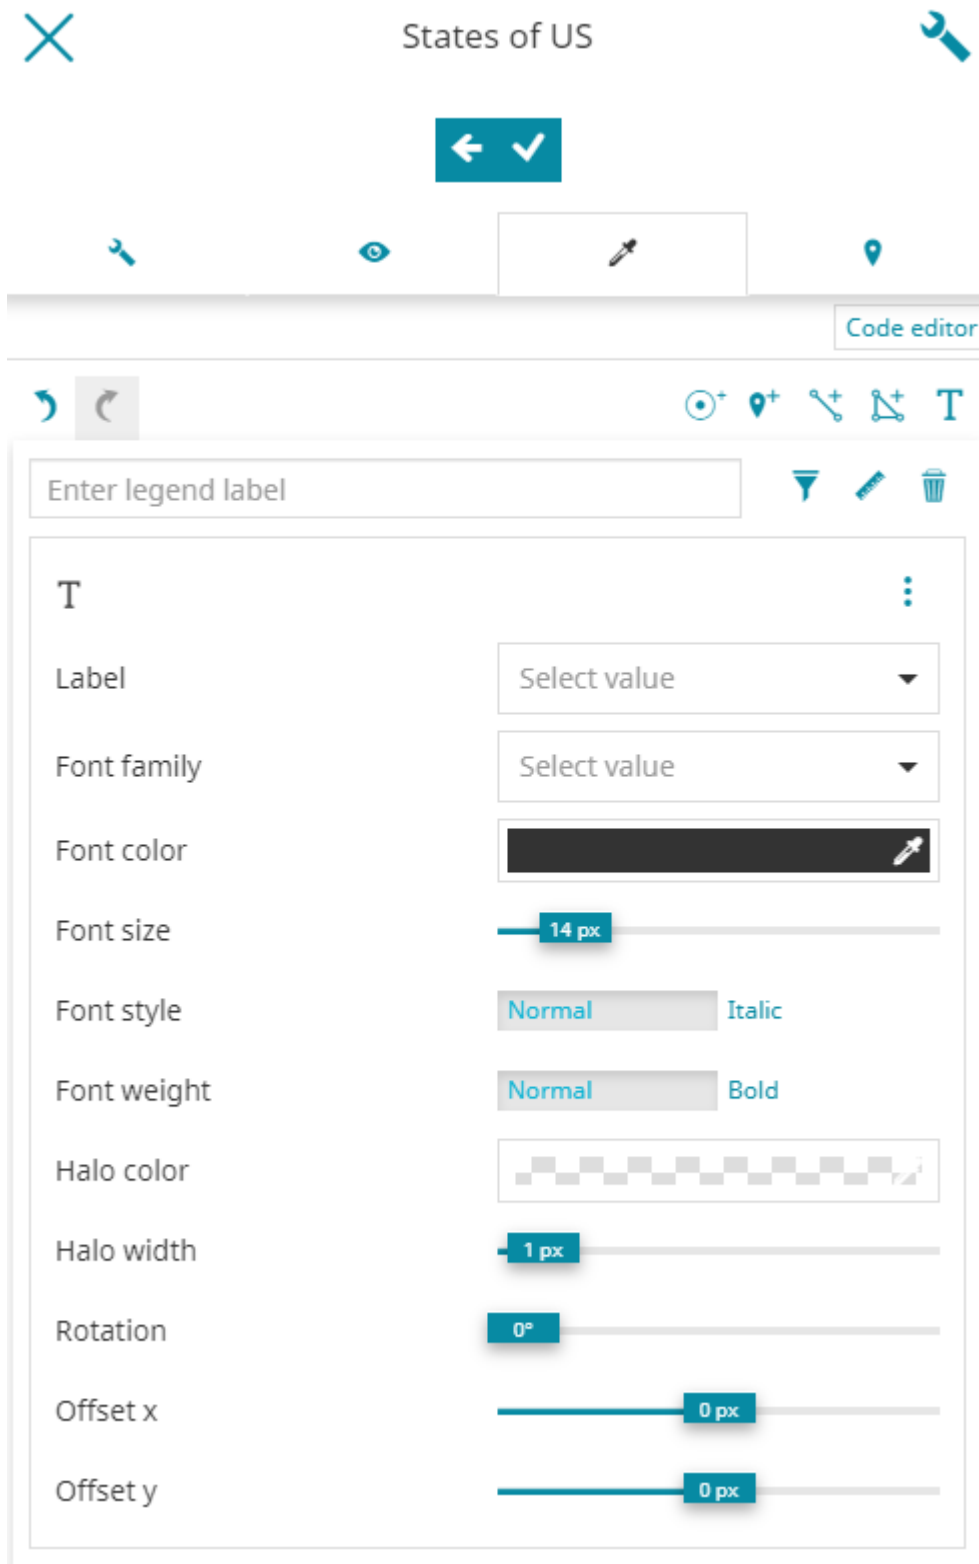 States of US
Code editor
T
Enter legend label
T
Label Select value
Font family Select value
Font color
Font size 14 px
Font style Normal Italic
Font weight Normal Bold
Halo color
Halo width 1 px
Rotation 0°
Offset x 0 px
Offset y 0 px